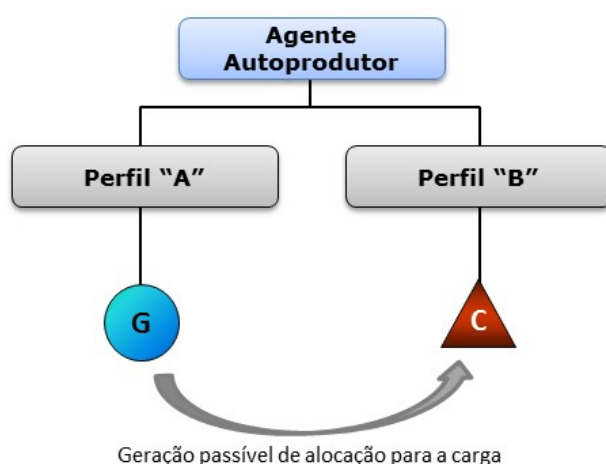 Agente
Autoprodutor
Perfil “A”
Perfil “B”
G
C
Geração passível de alocação para a carga